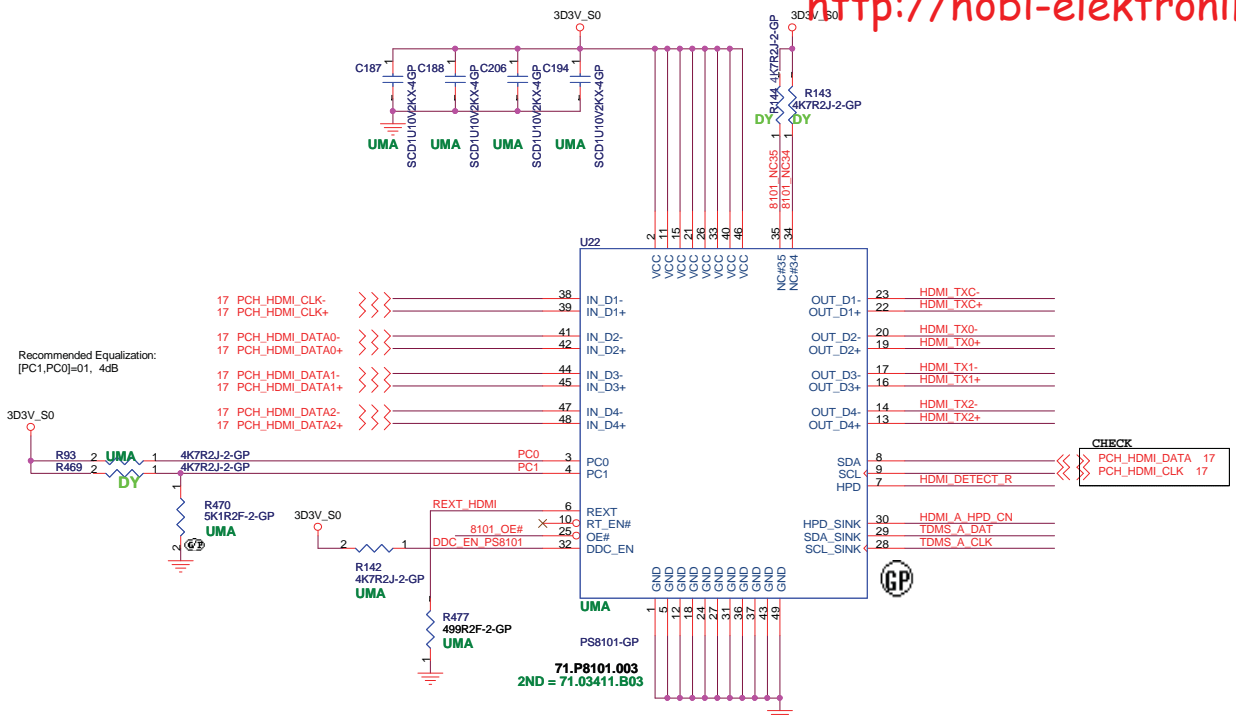 http://hobi-elektroni
3D3V_S0
3D3V_S0
C187
C188
C206
C194
SCD1U10V2KX-4GP
SCD1U10V2KX-4GP
SCD1U10V2KX-4GP
SCD1U10V2KX-4GP
UMA
UMA
UMA
UMA
R144 4K7R2J-2-GP
R143
4K7R2J-2-GP
DY
DY
8101_NC35
8101_NC34
U22
2
11
15
21
26
33
40
46
35
34
VCC
VCC
VCC
VCC
VCC
VCC
VCC
VCC
NC#35
NC#34
17 PCH_HDMI_CLK- 38 IN_D1-
17 PCH_HDMI_CLK+ 39 IN_D1+
17 PCH_HDMI_DATA0- 41 IN_D2-
17 PCH_HDMI_DATA0+ 42 IN_D2+
17 PCH_HDMI_DATA1- 44 IN_D3-
17 PCH_HDMI_DATA1+ 45 IN_D3+
17 PCH_HDMI_DATA2- 47 IN_D4-
17 PCH_HDMI_DATA2+ 48 IN_D4+
OUT_D1- 23 HDMI_TXC-
OUT_D1+ 22 HDMI_TXC+
OUT_D2- 20 HDMI_TX0-
OUT_D2+ 19 HDMI_TX0+
OUT_D3- 17 HDMI_TX1-
OUT_D3+ 16 HDMI_TX1+
OUT_D4- 14 HDMI_TX2-
OUT_D4+ 13 HDMI_TX2+
Recommended Equalization:
[PC1,PC0]=01, 4dB
3D3V_S0
R93 2 UMA 1 4K7R2J-2-GP PC0 3 PC0
R469 2 DY 1 4K7R2J-2-GP PC1 4 PC1
1
R470
5K1R2F-2-GP
UMA
2
GP
CHECK
SDA 8 PCH_HDMI_DATA 17
SCL 9 PCH_HDMI_CLK 17
HPD 7 HDMI_DETECT_R
REXT_HDMI 6 REXT
10 RT_EN#
8101_OE# 25 OE#
DDC_EN_PS8101 32 DDC_EN
HPD_SINK 30 HDMI_A_HPD_CN
SDA_SINK 29 TDMS_A_DAT
SCL_SINK 28 TDMS_A_CLK
3D3V_S0
2 1
R142
4K7R2J-2-GP
UMA
R477
499R2F-2-GP
UMA
1
GP
GND
GND
GND
GND
GND
GND
GND
GND
GND
GND
GND
1
5
12
18
24
27
31
36
37
43
49
UMA
PS8101-GP
71.P8101.003
2ND = 71.03411.B03